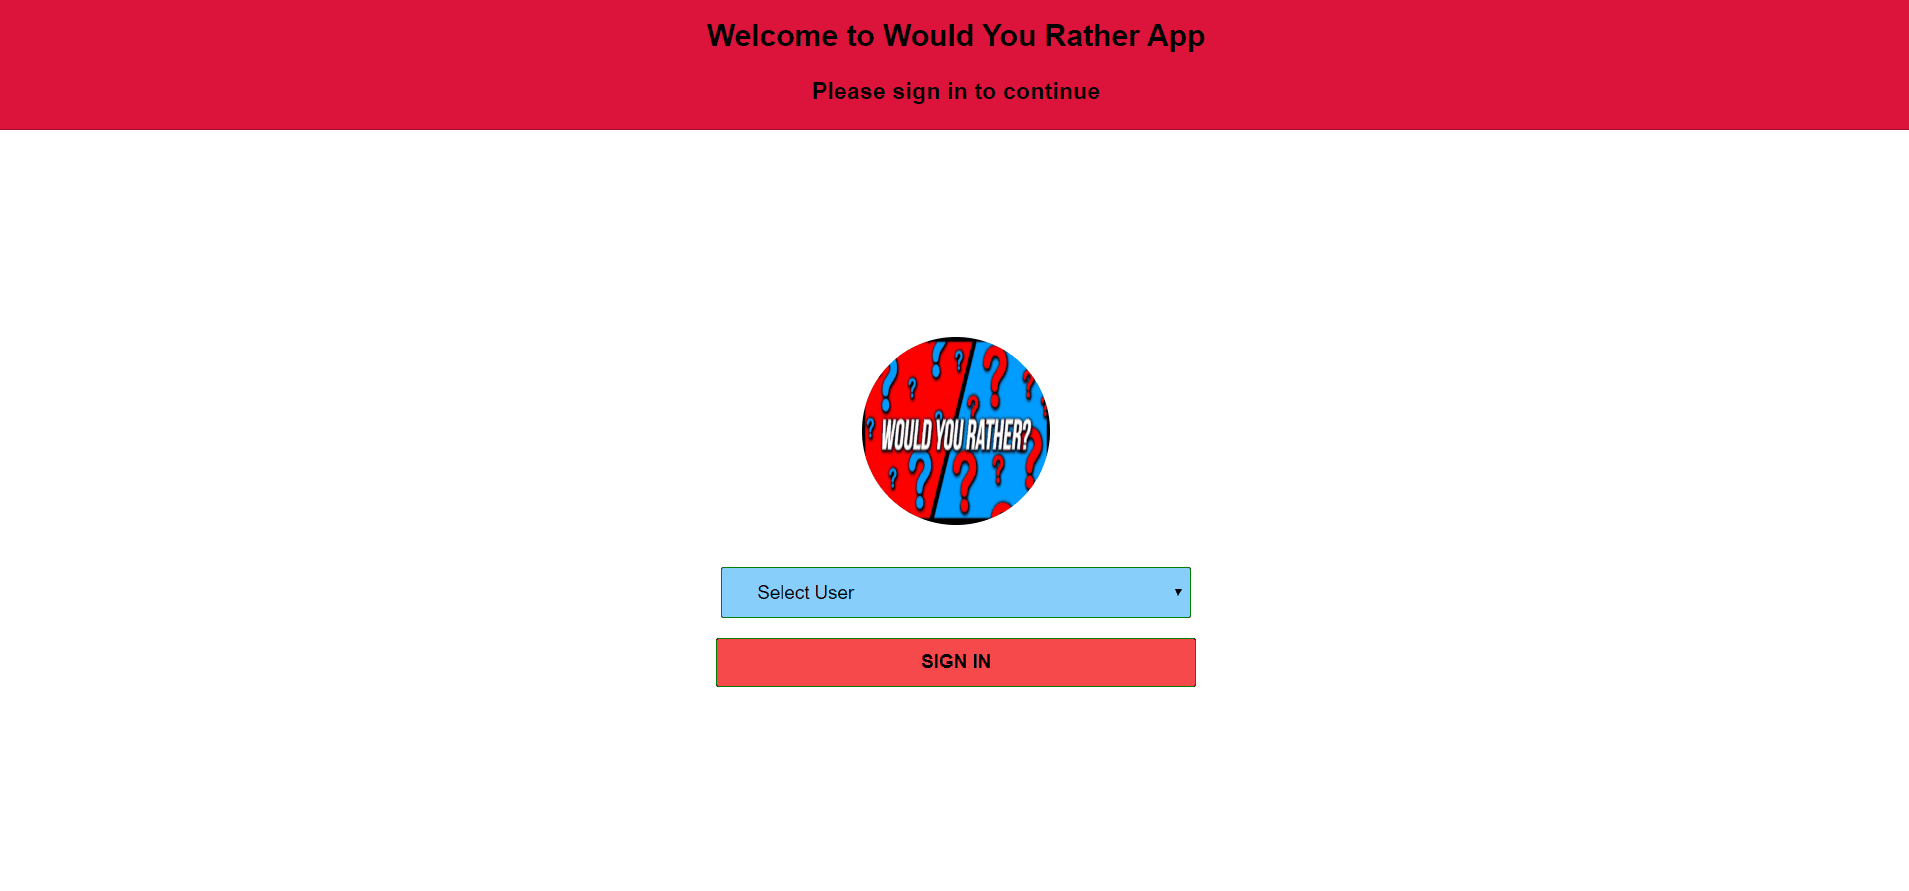 Welcome to Would You Rather App
Please sign in to continue
WOULD YOU RATHER?
Select User
SIGN IN